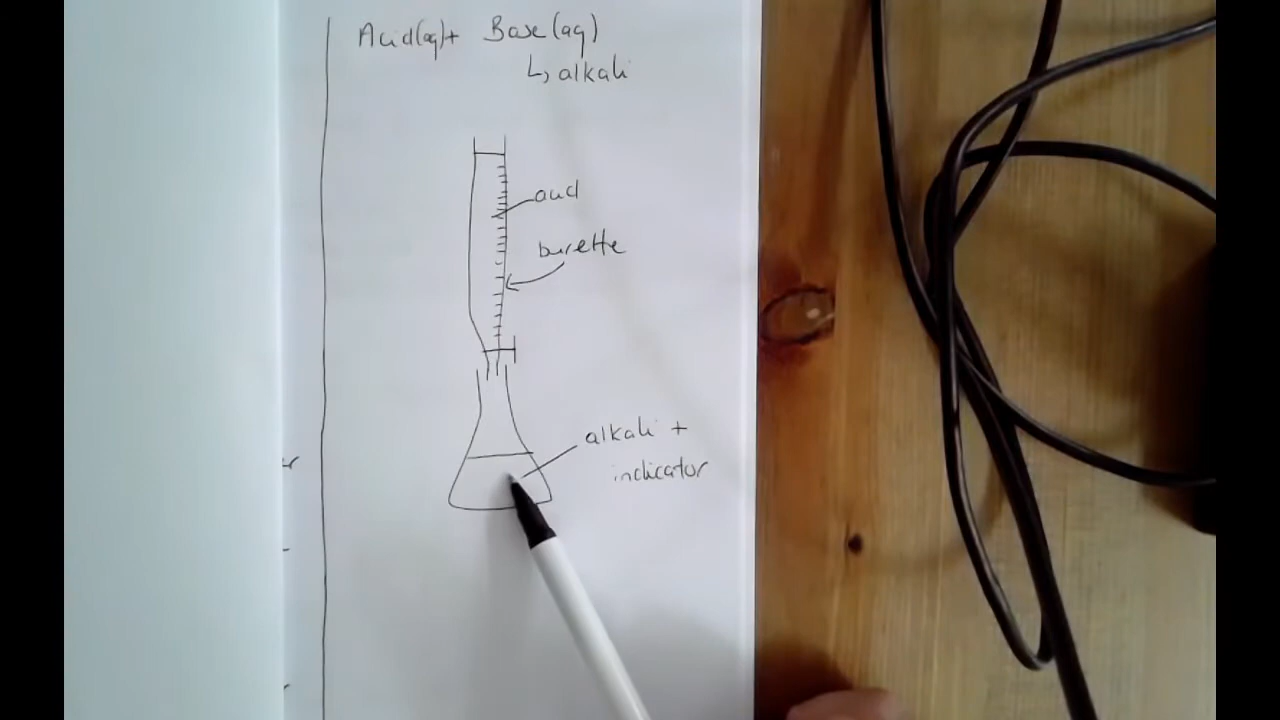 Acid(aq)+ Base(aq)
↳ alkali
acid
burette
alkali +
indicator
r